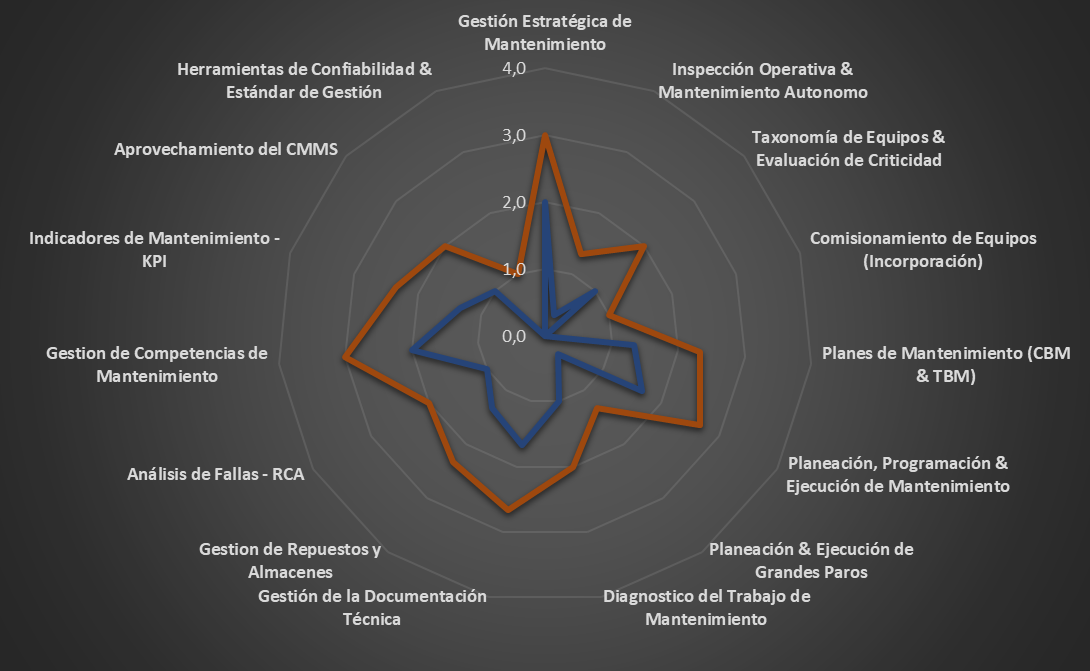 Gestión Estratégica de
Mantenimiento
Inspección Operativa &
Mantenimiento Autonomo
Taxonomía de Equipos &
Evaluación de Criticidad
Comisionamiento de Equipos
(Incorporación)
Planes de Mantenimiento (CBM
& TBM)
Planeación, Programación &
Ejecución de Mantenimiento
Planeación & Ejecución de
Grandes Paros
Diagnostico del Trabajo de
Mantenimiento
Gestión de la Documentación
Técnica
Gestion de Repuestos y
Almacenes
Análisis de Fallas - RCA
Gestion de Competencias de
Mantenimiento
Indicadores de Mantenimiento -
KPI
Aprovechamiento del CMMS
Herramientas de Confiabilidad &
Estándar de Gestión
4,0
3,0
2,0
1,0
0,0